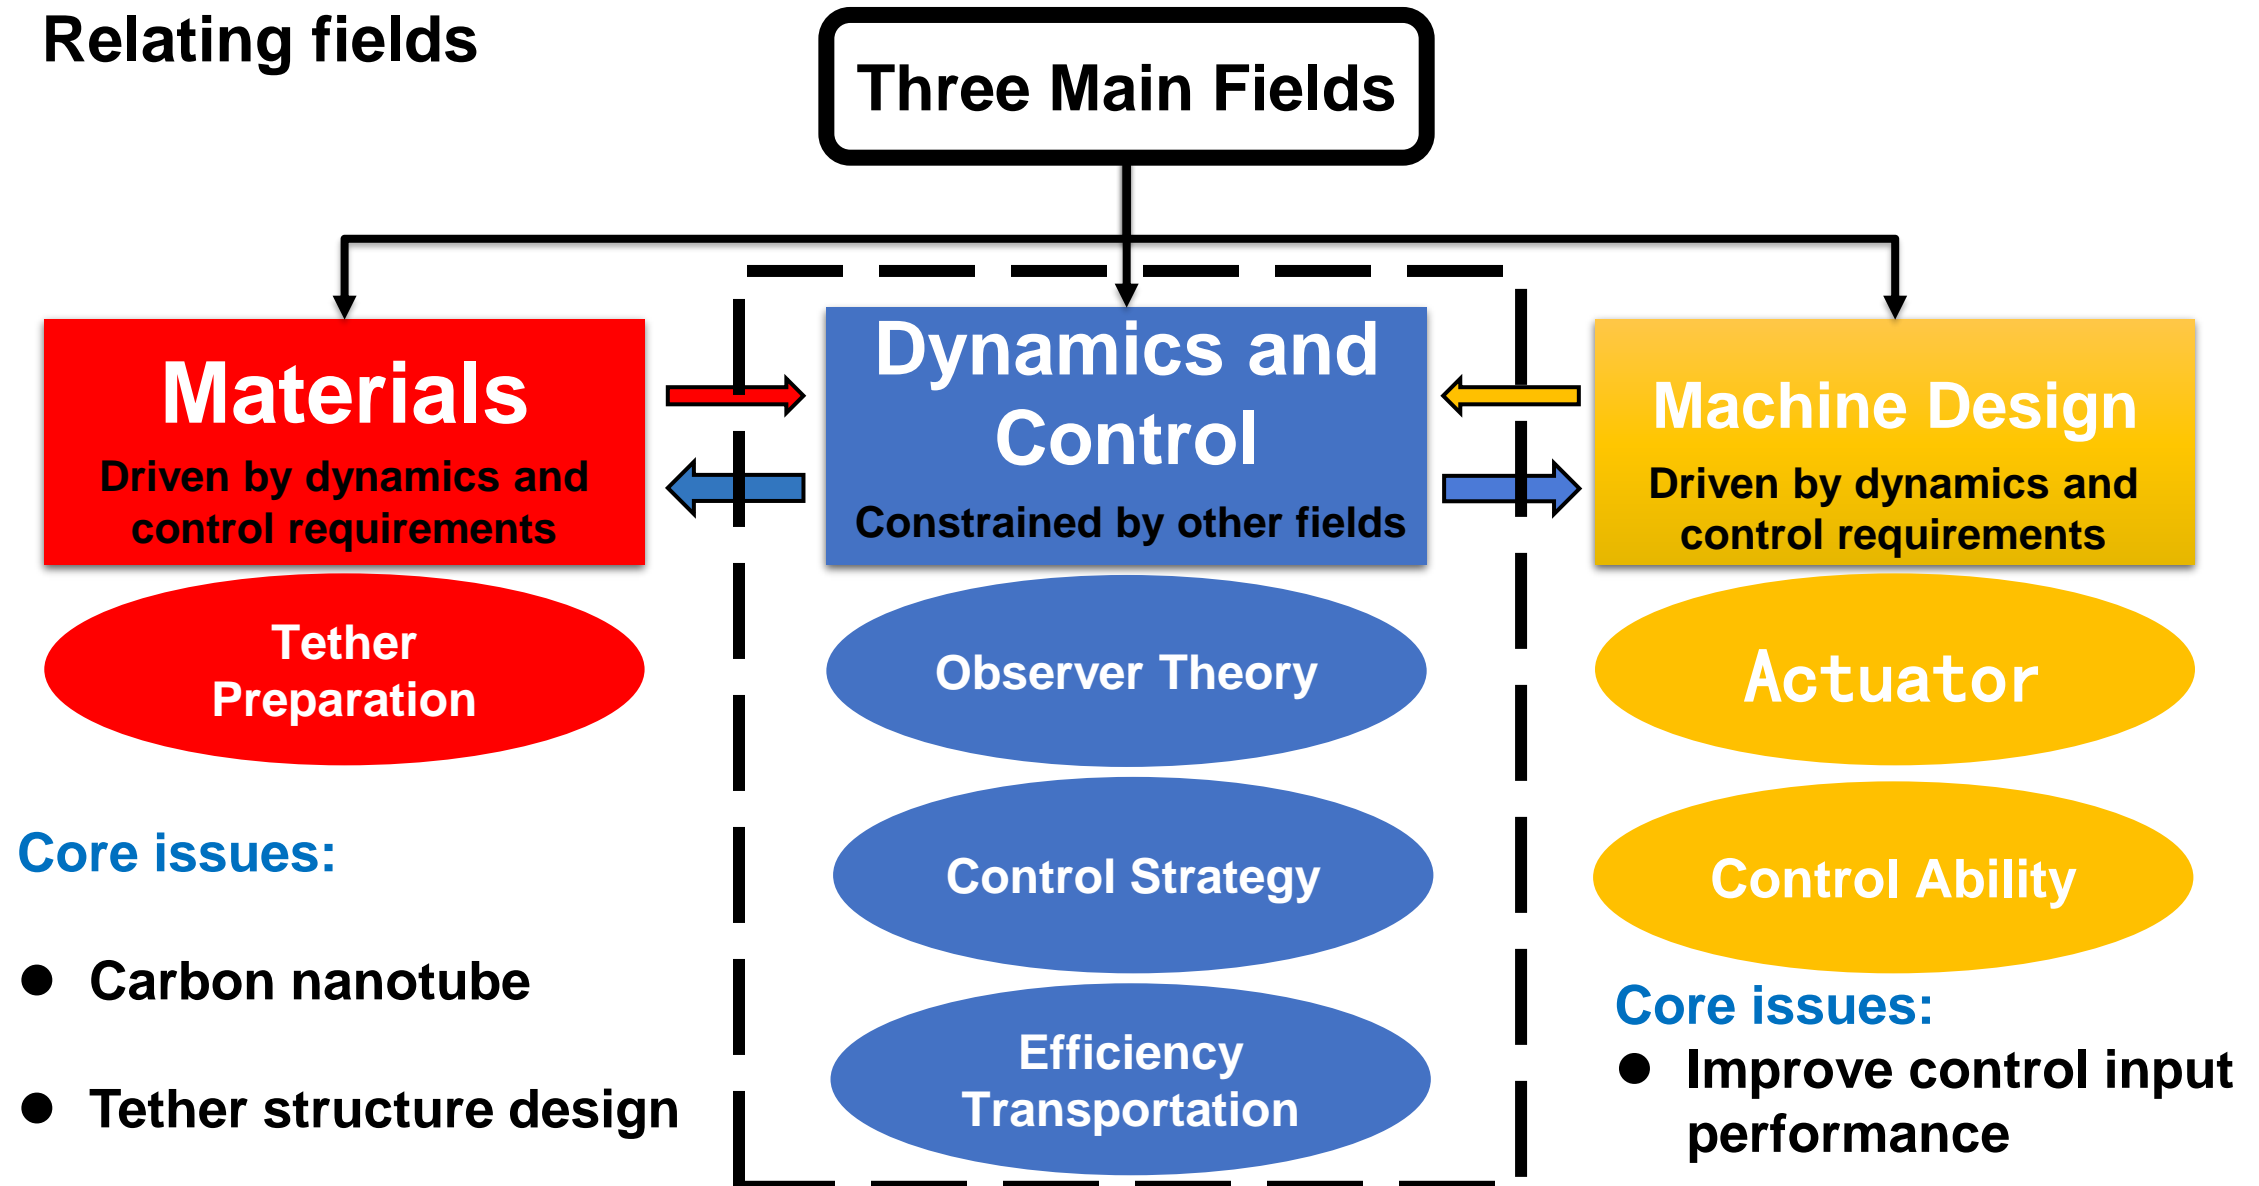 Relating fields
Three Main Fields
Materials
Driven by dynamics and
control requirements
Tether
Preparation
Core issues:
● Carbon nanotube
● Tether structure design
Dynamics and
Control
Constrained by other fields
Observer Theory
Control Strategy
Efficiency
Transportation
Machine Design
Driven by dynamics and
control requirements
Actuator
Control Ability
Core issues:
● Improve control input
performance